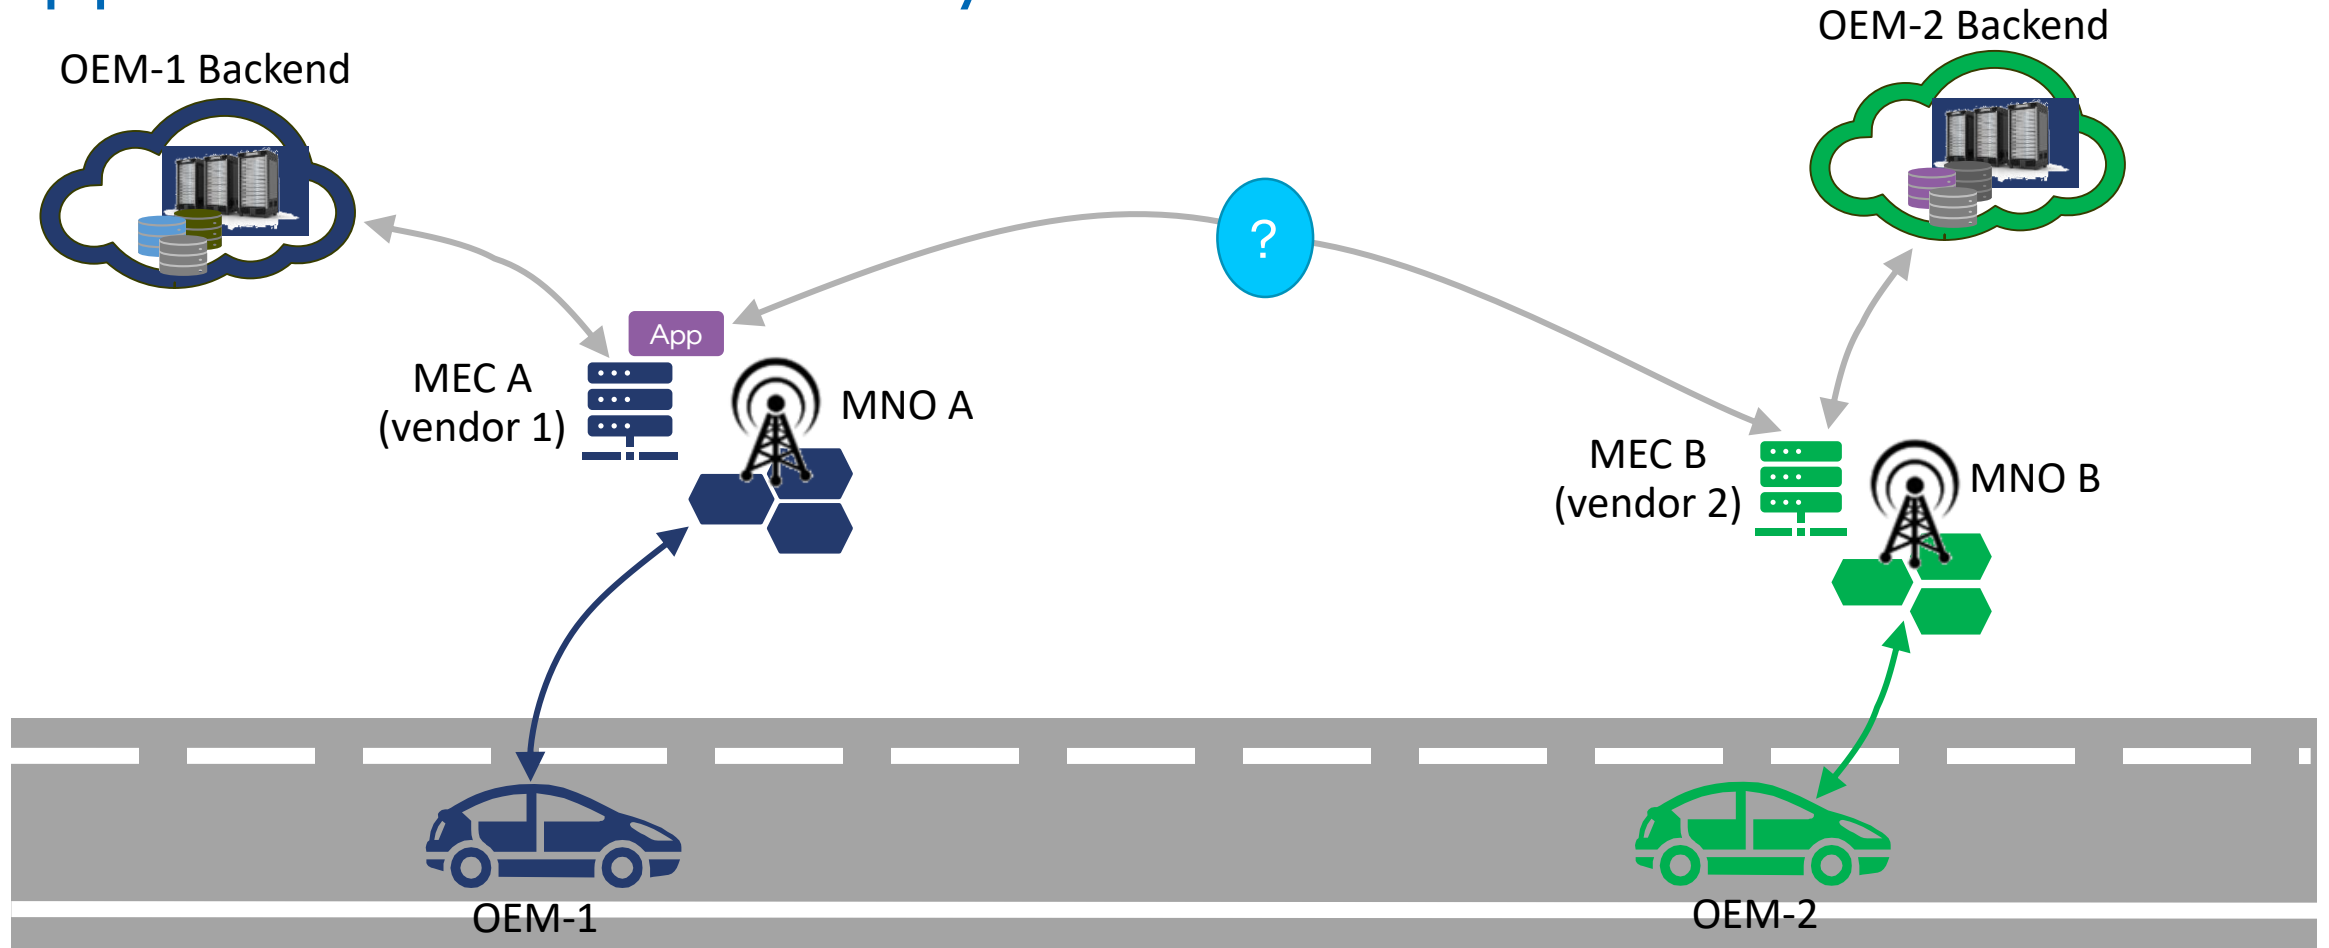 OEM-2 Backend
OEM-1 Backend
?
App
MEC A
(vendor 1)
MNO A
MEC B
(vendor 2)
MNO B
OEM-1
OEM-2